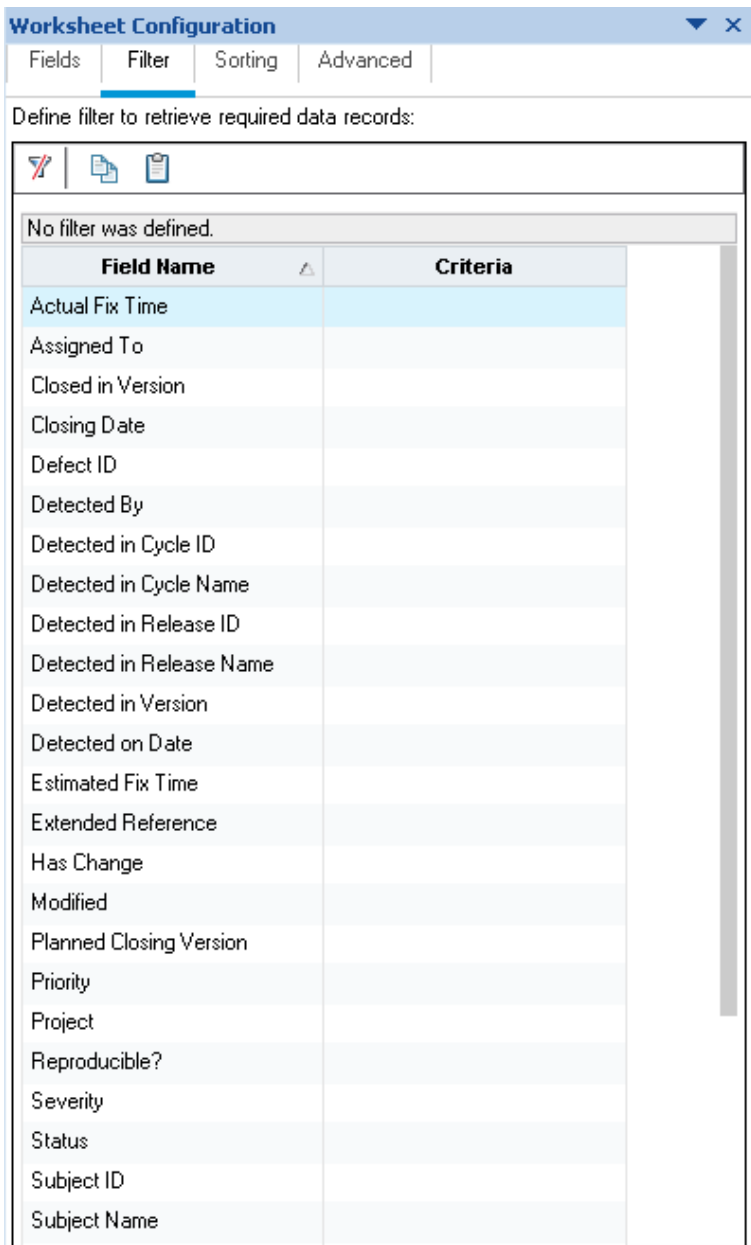 Worksheet Configuration
Fields Filter Sorting Advanced
Define filter to retrieve required data records:
No filter was defined.
Field Name Criteria
Actual Fix Time
Assigned To
Closed in Version
Closing Date
Defect ID
Detected By
Detected in Cycle ID
Detected in Cycle Name
Detected in Release ID
Detected in Release Name
Detected in Version
Detected on Date
Estimated Fix Time
Extended Reference
Has Change
Modified
Planned Closing Version
Priority
Project
Reproducible?
Severity
Status
Subject ID
Subject Name